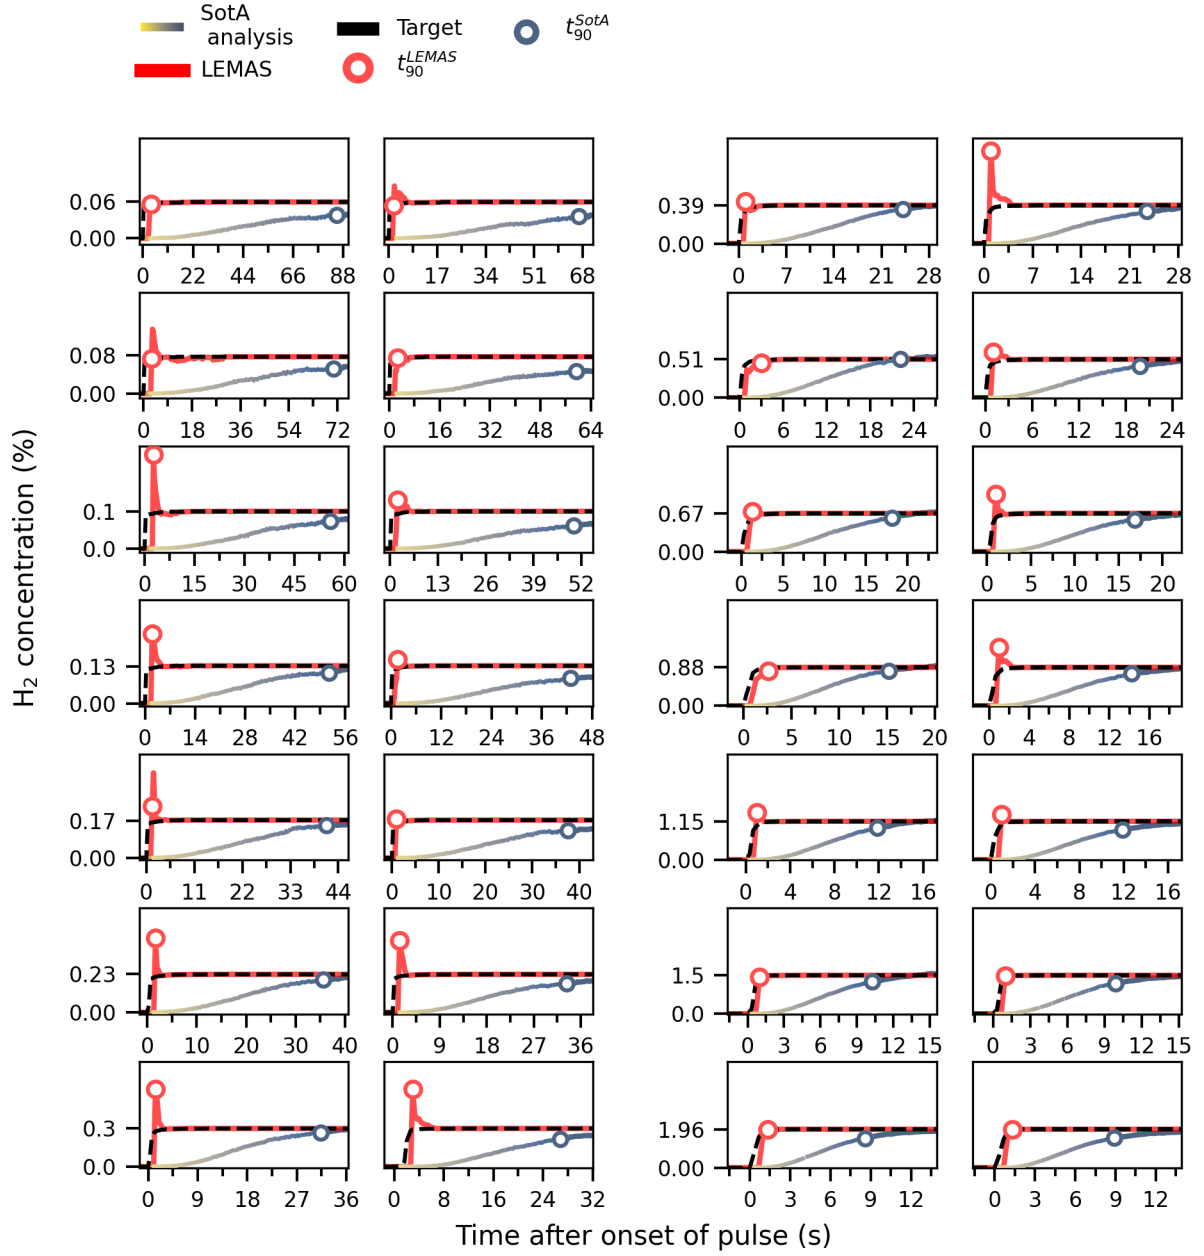 SotA
analysis
Target
t_90^SotA
LEMAS
t_90^LEMAS
H2 concentration (%)
0.06
0.00
0 22 44 66 88
0 17 34 51 68
0.39
0.00
0 7 14 21 28
0 7 14 21 28
0.08
0.00
0 18 36 54 72
0 16 32 48 64
0.51
0.00
0 6 12 18 24
0 6 12 18 24
0.1
0.0
0 15 30 45 60
0 13 26 39 52
0.67
0.00
0 5 10 15 20
0 5 10 15 20
0.13
0.00
0 14 28 42 56
0 12 24 36 48
0.88
0.00
0 5 10 15 20
0 4 8 12 16
0.17
0.00
0 11 22 33 44
0 10 20 30 40
1.15
0.00
0 4 8 12 16
0 4 8 12 16
0.23
0.00
0 10 20 30 40
0 9 18 27 36
1.5
0.0
0 3 6 9 12 15
0 3 6 9 12 15
0.3
0.0
0 9 18 27 36
0 8 16 24 32
1.96
0.00
0 3 6 9 12
0 3 6 9 12
Time after onset of pulse (s)